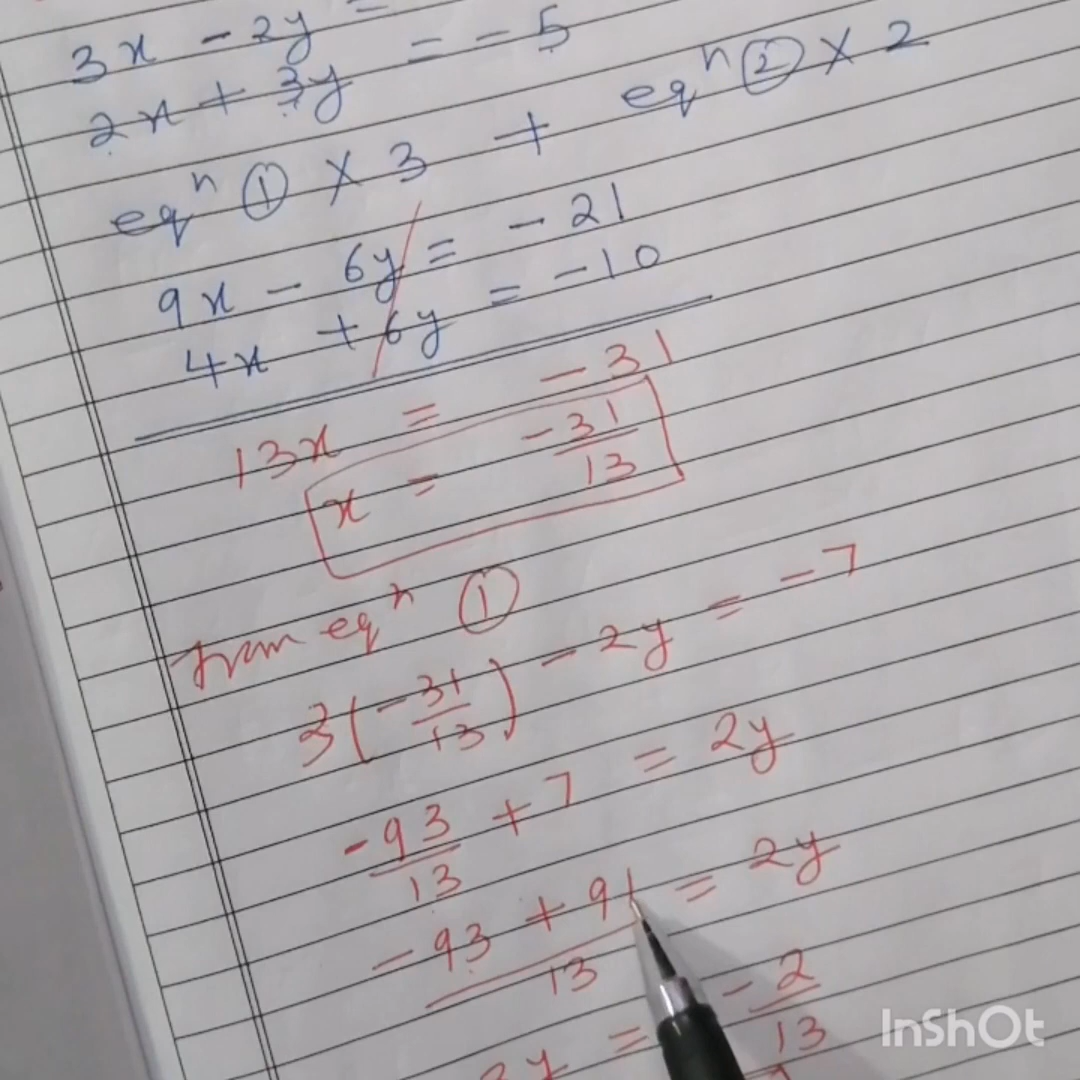 3x - 2y =
2x + 3y = - 5
eqⁿ ① × 3 + eqⁿ ② × 2
9x - 6y = - 21
4x + 6y = - 10
13x = - 31
x = - 31/13
from eqⁿ ①
3(- 31/13) - 2y = - 7
- 93/13 + 7 = 2y
- 93 + 91 / 13 = 2y
2y = - 2/13
InShOt